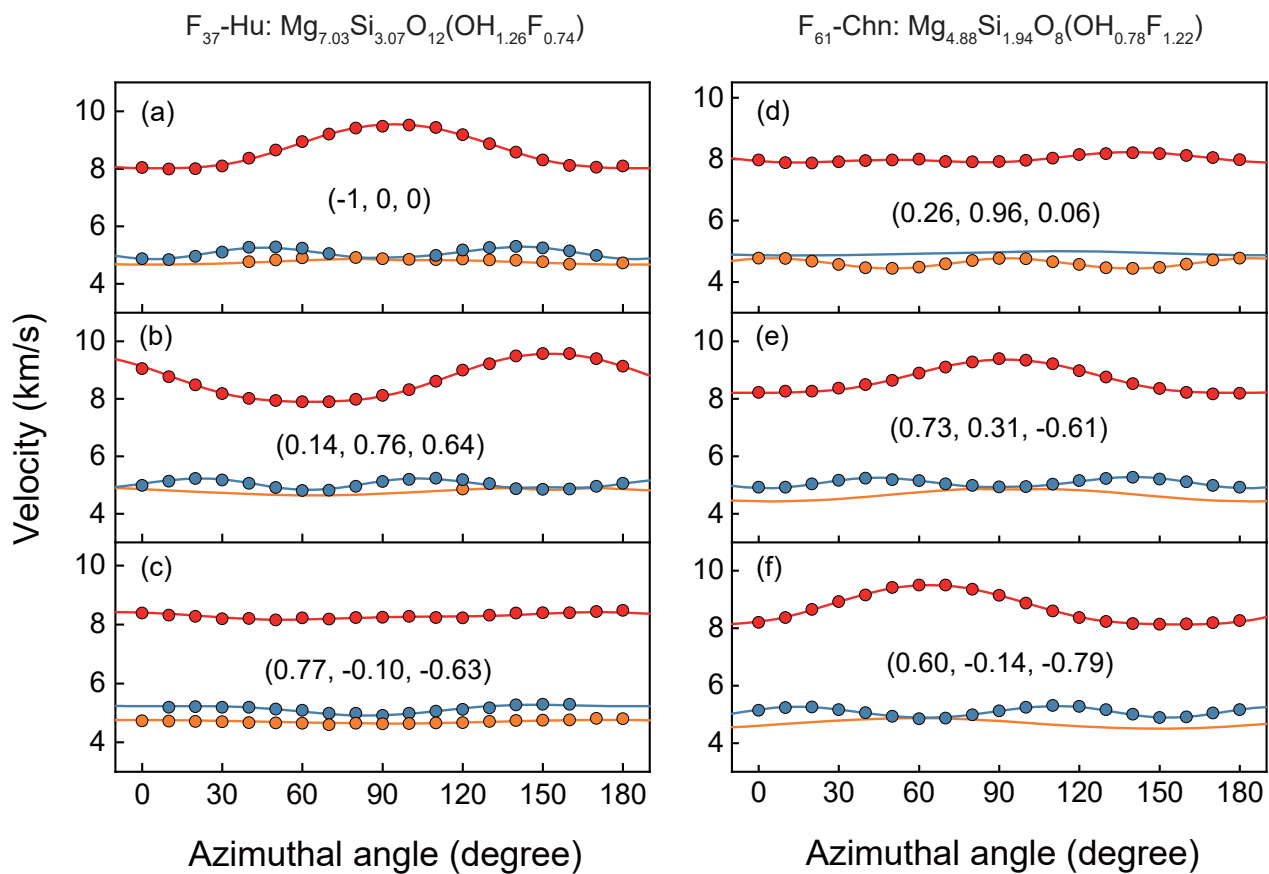 F₃₇-Hu: Mg₇.₀₃Si₃.₀₇O₁₂(OH₁.₂₆F₀.₇₄)
F₆₁-Chn: Mg₄.₈₈Si₁.₉₄O₈(OH₀.₇₈F₁.₂₂)
Velocity (km/s)
(a)
10
8
6
4
(-1, 0, 0)
(b)
10
8
6
4
(0.14, 0.76, 0.64)
(c)
10
8
6
4
(0.77, -0.10, -0.63)
0 30 60 90 120 150 180
Azimuthal angle (degree)
(d)
10
8
6
4
(0.26, 0.96, 0.06)
(e)
10
8
6
4
(0.73, 0.31, -0.61)
(f)
10
8
6
4
(0.60, -0.14, -0.79)
0 30 60 90 120 150 180
Azimuthal angle (degree)